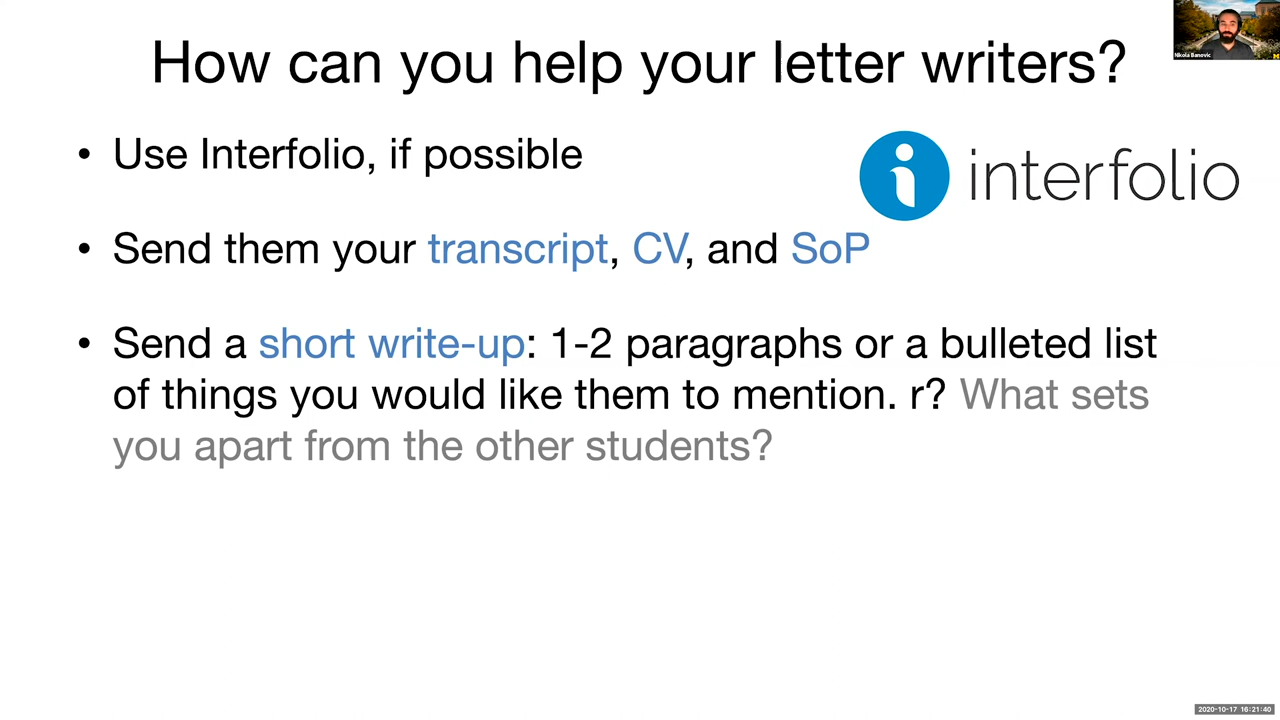 How can you help your letter writers?
• Use Interfolio, if possible
interfolio
• Send them your transcript, CV, and SoP
• Send a short write-up: 1-2 paragraphs or a bulleted list
of things you would like them to mention. r? What sets
you apart from the other students?
Nikola Banovic
2020-10-17 16:21:40